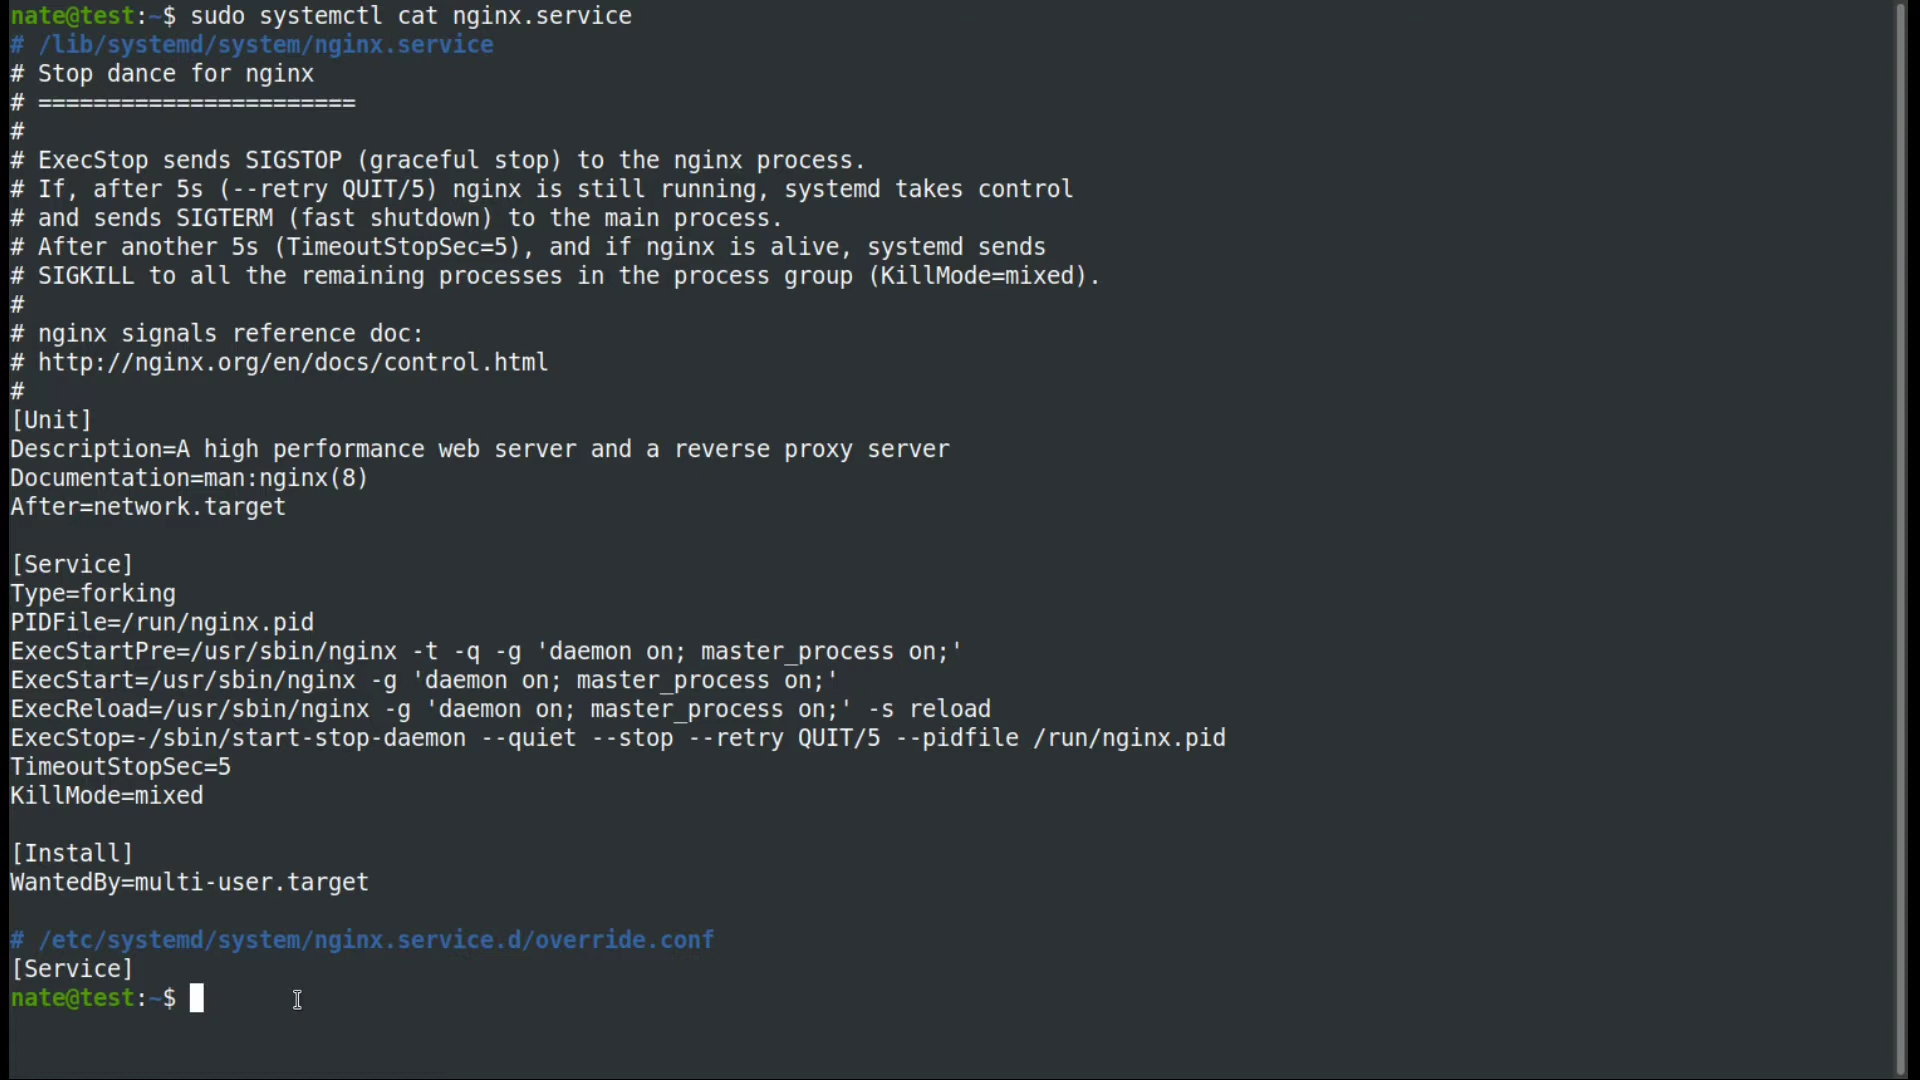 nate@test:~$ sudo systemctl cat nginx.service
# /lib/systemd/system/nginx.service
# Stop dance for nginx
# =======================
#
# ExecStop sends SIGSTOP (graceful stop) to the nginx process.
# If, after 5s (--retry QUIT/5) nginx is still running, systemd takes control
# and sends SIGTERM (fast shutdown) to the main process.
# After another 5s (TimeoutStopSec=5), and if nginx is alive, systemd sends
# SIGKILL to all the remaining processes in the process group (KillMode=mixed).
#
# nginx signals reference doc:
# http://nginx.org/en/docs/control.html
#
[Unit]
Description=A high performance web server and a reverse proxy server
Documentation=man:nginx(8)
After=network.target

[Service]
Type=forking
PIDFile=/run/nginx.pid
ExecStartPre=/usr/sbin/nginx -t -q -g 'daemon on; master_process on;'
ExecStart=/usr/sbin/nginx -g 'daemon on; master_process on;'
ExecReload=/usr/sbin/nginx -g 'daemon on; master_process on;' -s reload
ExecStop=-/sbin/start-stop-daemon --quiet --stop --retry QUIT/5 --pidfile /run/nginx.pid
TimeoutStopSec=5
KillMode=mixed

[Install]
WantedBy=multi-user.target

# /etc/systemd/system/nginx.service.d/override.conf
[Service]
nate@test:~$